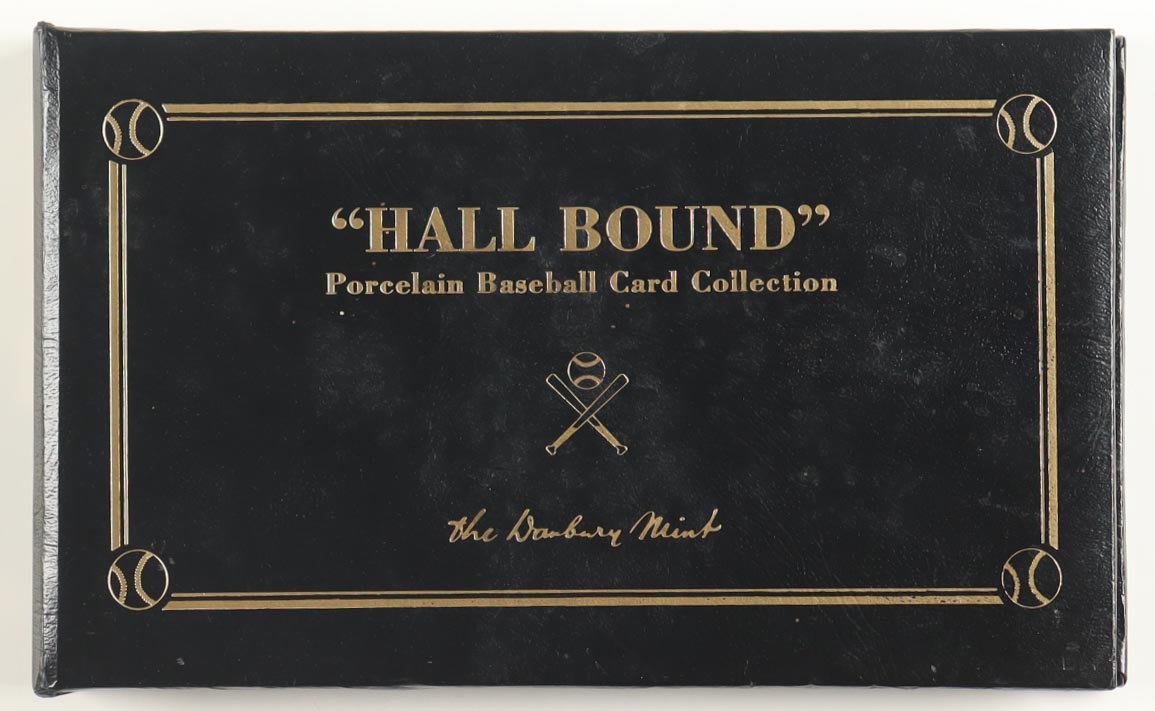 “HALL BOUND”
Porcelain Baseball Card Collection
the Danbury Mint